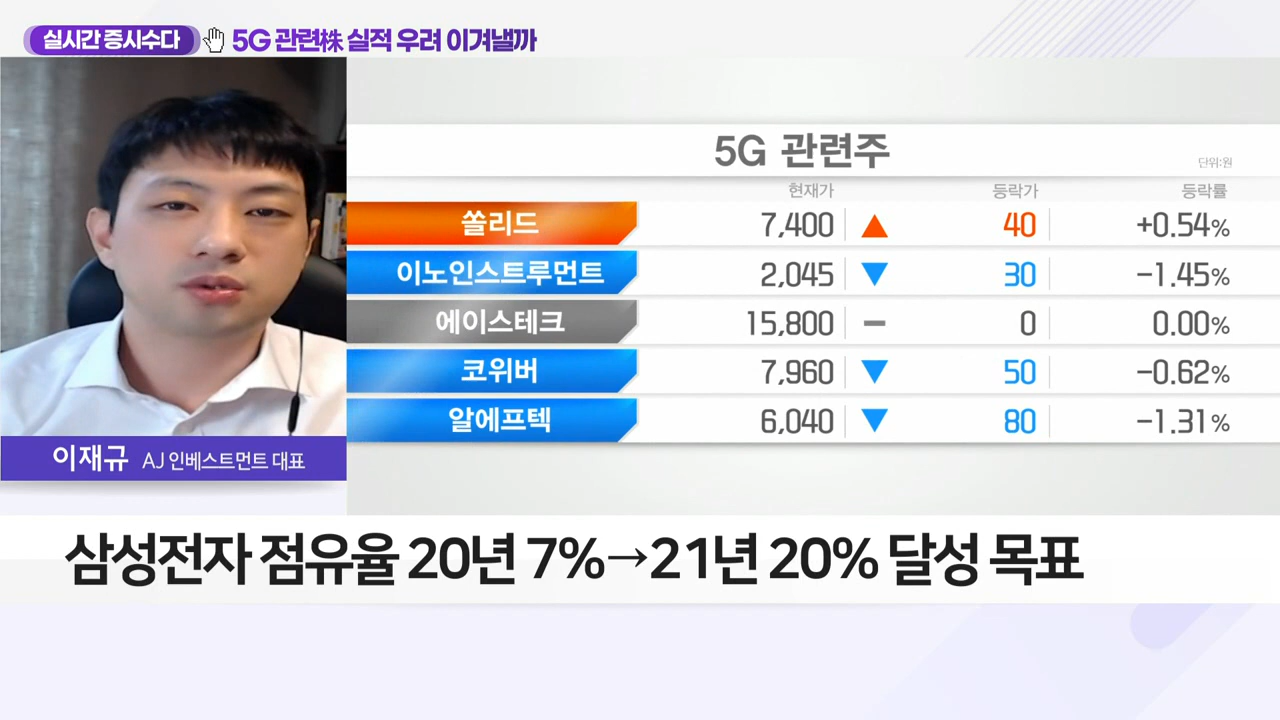 실시간 증시수다 5G 관련株 실적 우려 이겨낼까
5G 관련주
단위:원
현재가 등락가 등락률
쏠리드 7,400 ▲ 40 +0.54%
이노인스트루먼트 2,045 ▼ 30 -1.45%
에이스테크 15,800 - 0 0.00%
코위버 7,960 ▼ 50 -0.62%
알에프텍 6,040 ▼ 80 -1.31%
이재규 AJ 인베스트먼트 대표
삼성전자 점유율 20년 7%→21년 20% 달성 목표